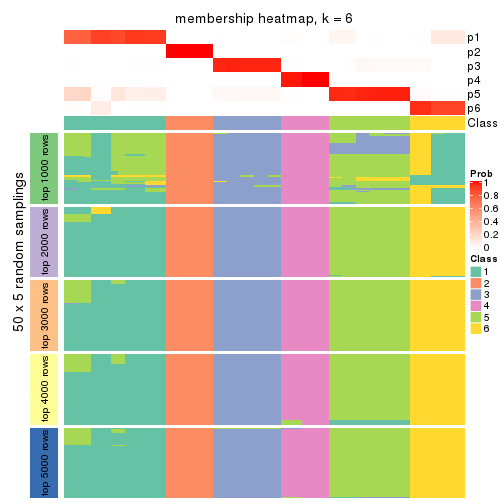 membership heatmap, k = 6
p1
p2
p3
p4
p5
p6
Class
50 x 5 random samplings
top 1000 rows
top 2000 rows
top 3000 rows
top 4000 rows
top 5000 rows
Prob
1
0.8
0.6
0.4
0.2
0
Class
1
2
3
4
5
6